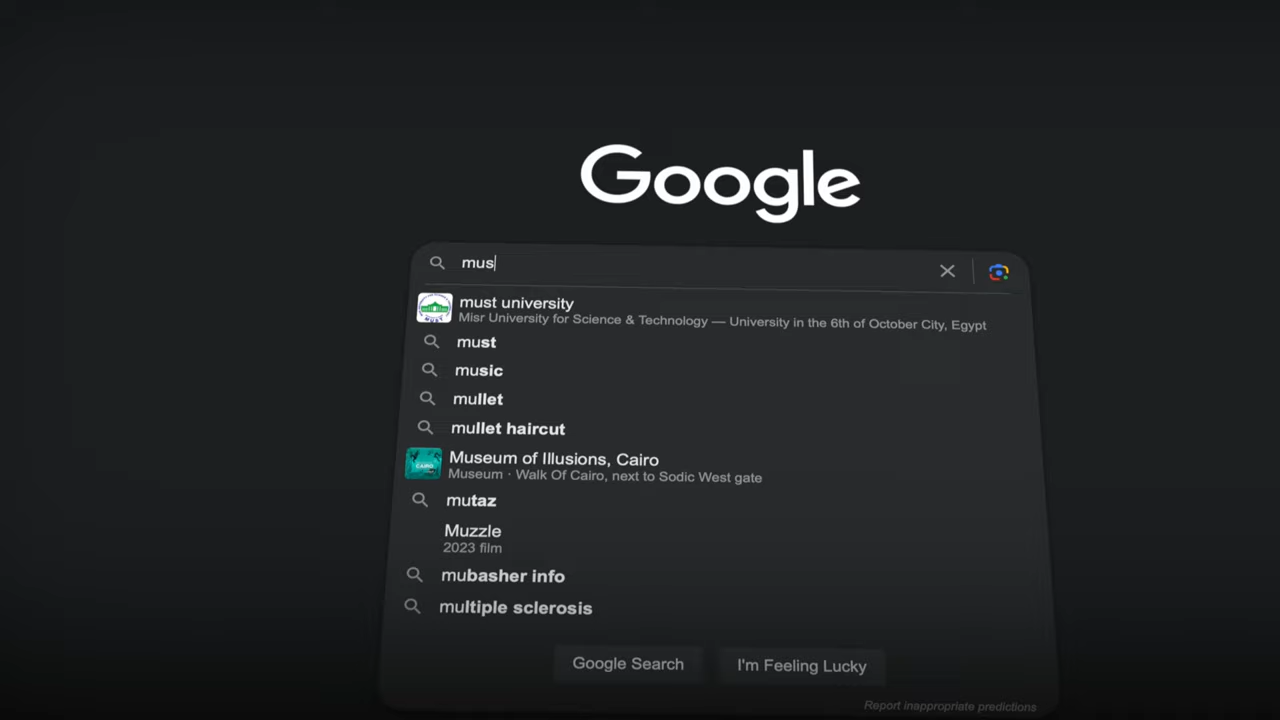 Google
mus
must university
Misr University for Science & Technology — University in the 6th of October City, Egypt
must
music
mullet
mullet haircut
Museum of Illusions, Cairo
Museum · Walk Of Cairo, next to Sodic West gate
mutaz
Muzzle
2023 film
mubasher info
multiple sclerosis
Google Search
I'm Feeling Lucky
Report inappropriate predictions